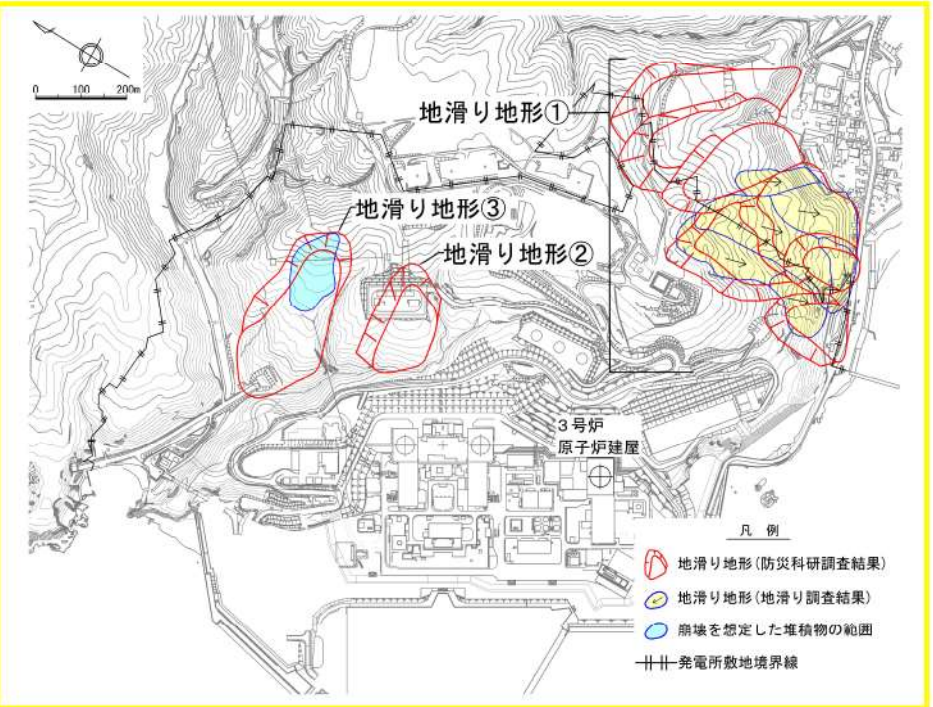 0 100 200m
地滑り地形①
地滑り地形③
地滑り地形②
3号炉
原子炉建屋
凡 例
地滑り地形(防災科研調査結果)
地滑り地形(地滑り調査結果)
崩壊を想定した堆積物の範囲
発電所敷地境界線